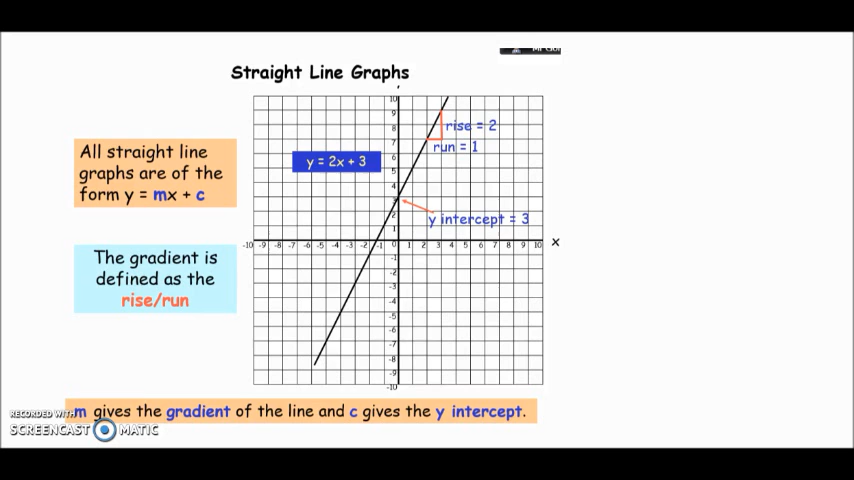 Straight Line Graphs
All straight line
graphs are of the
form y = mx + c
The gradient is
defined as the
rise/run
y = 2x + 3
rise = 2
run = 1
y intercept = 3
x
10
9
8
7
6
5
4
3
2
1
-10 -9 -8 -7 -6 -5 -4 -3 -2 -1 0 1 2 3 4 5 6 7 8 9 10
-1
-2
-3
-4
-5
-6
-7
-8
-9
-10
m gives the gradient of the line and c gives the y intercept.
RECORDED WITH
SCREENCAST MATIC